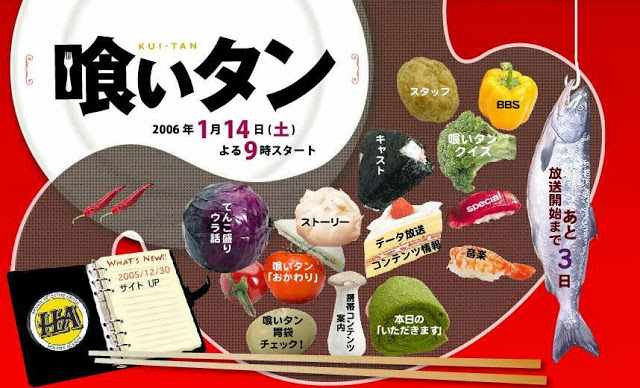 KUI-TAN
喰いタン
2006年1月14日(土)
よる9時スタート
スタッフ
BBS
キャスト
喰いタン
クイズ
てんこ盛り
ウラ話
ストーリー
データ放送
コンテンツ情報
special
音楽
喰いタン
「おかわり」
喰いタン
胃袋
チェック!
携帯コンテンツ
案内
本日の
「いただきます」
放送開始まで
あと3日
WHAT'S NEW!
2005/12/30
サイト UP
HA